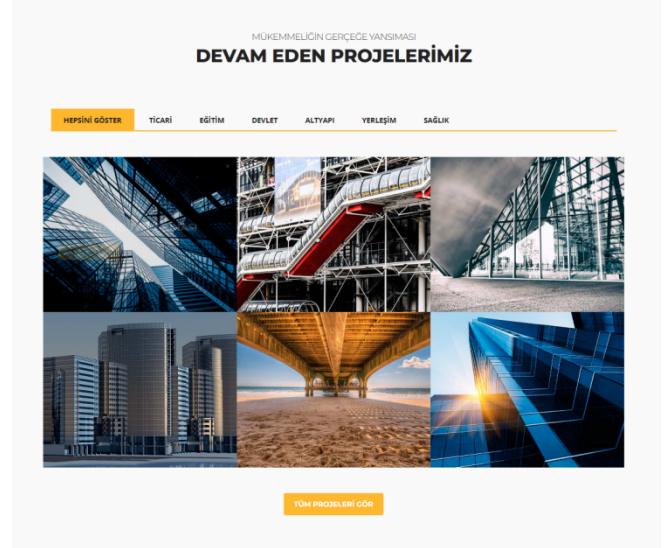 MÜKEMMELİĞİN GERÇEĞE YANSIMASI
DEVAM EDEN PROJELERİMİZ
HEPSİNİ GÖSTER TİCARİ EĞİTİM DEVLET ALTYAPI YERLEŞİM SAĞLIK
TÜM PROJELERİ GÖR